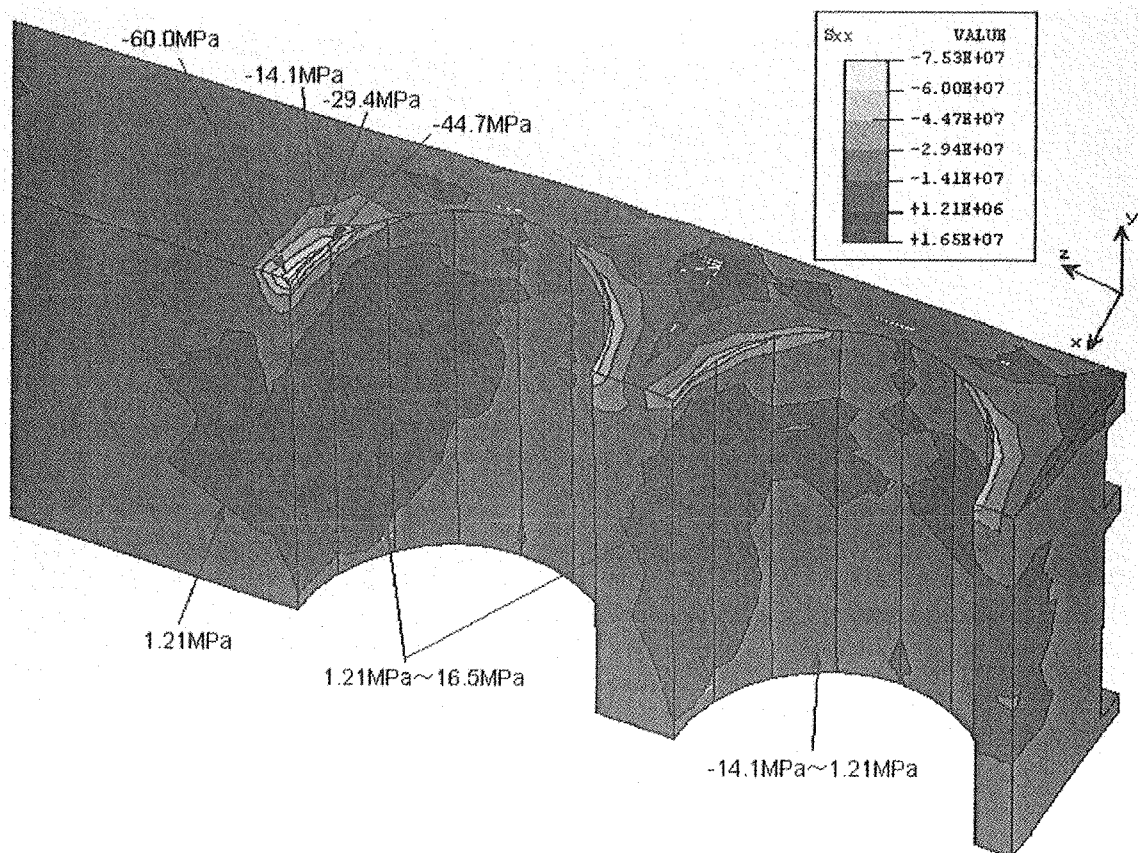 -60.0MPa
-14.1MPa
-29.4MPa
-44.7MPa
Sxx VALUE
-7.53E+07
-6.00E+07
-4.47E+07
-2.94E+07
-1.41E+07
+1.21E+06
+1.65E+07
y
z
x
1.21MPa
1.21MPa～16.5MPa
-14.1MPa～1.21MPa